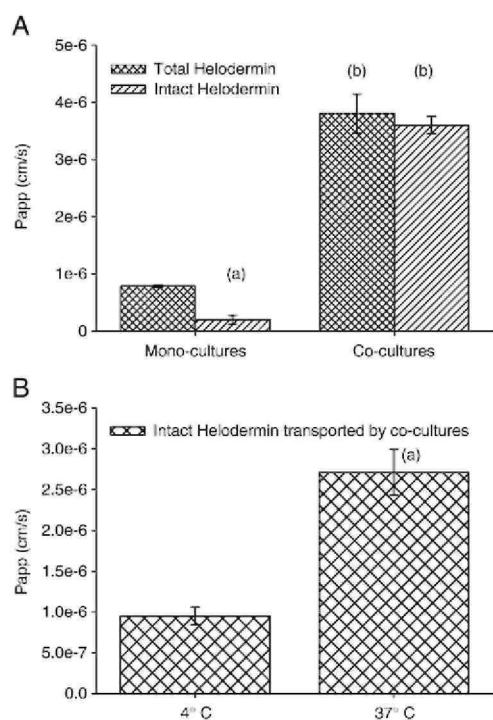 A
5e-6
Total Helodermin
(b) (b)
Intact Helodermin
4e-6
3e-6
Papp (cm/s)
1e-6
(a)
0
Mono-cultures Co-cultures
B
3.5e-6
Intact Helodermin transported by co-cultures
3.0e-6
(a)
2.5e-6
2.0e-6
Papp (cm/s)
1.5e-6
1.0e-6
5.0e-7
0.0
4° C 37° C